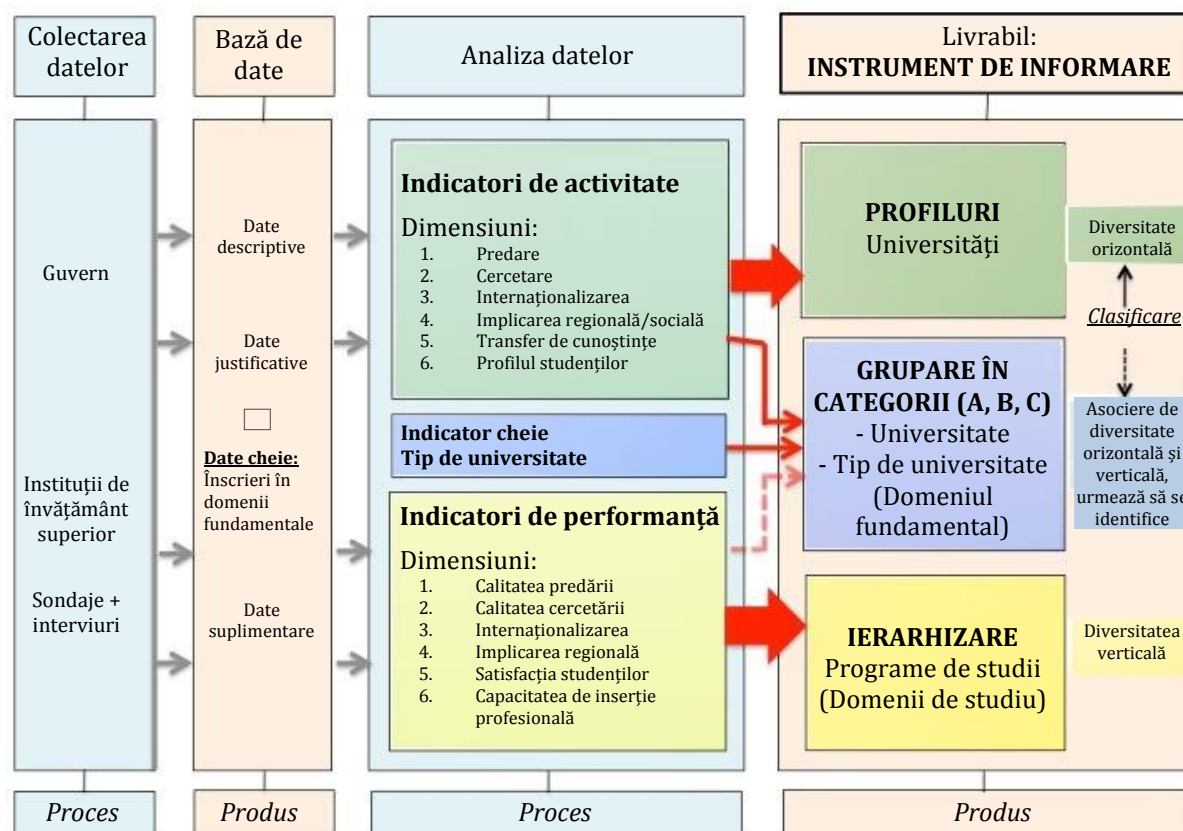 Colectarea
datelor
Bază de
date
Analiza datelor
Livrabil:
INSTRUMENT DE INFORMARE
Guvern
Instituții de
învățământ
superior
Sondaje +
interviuri
Date
descriptive
Date
justificative
Date cheie:
Înscrieri în
domenii
fundamentale
Date
suplimentare
Indicatori de activitate
Dimensiuni:
1. Predare
2. Cercetare
3. Internaționalizarea
4. Implicarea regională/socială
5. Transfer de cunoștințe
6. Profilul studenților
Indicator cheie
Tip de universitate
Indicatori de performanță
Dimensiuni:
1. Calitatea predării
2. Calitatea cercetării
3. Internaționalizarea
4. Implicarea regională
5. Satisfacția studenților
6. Capacitatea de inserție
profesională
PROFILURI
Universități
GRUPARE ÎN
CATEGORII (A, B, C)
- Universitate
- Tip de universitate
(Domeniul
fundamental)
IERARHIZARE
Programe de studii
(Domenii de studiu)
Diversitate
orizontală
Clasificare
Asociere de
diversitate
orizontală și
verticală,
urmează să se
identifice
Diversitatea
verticală
Proces
Produs
Proces
Produs